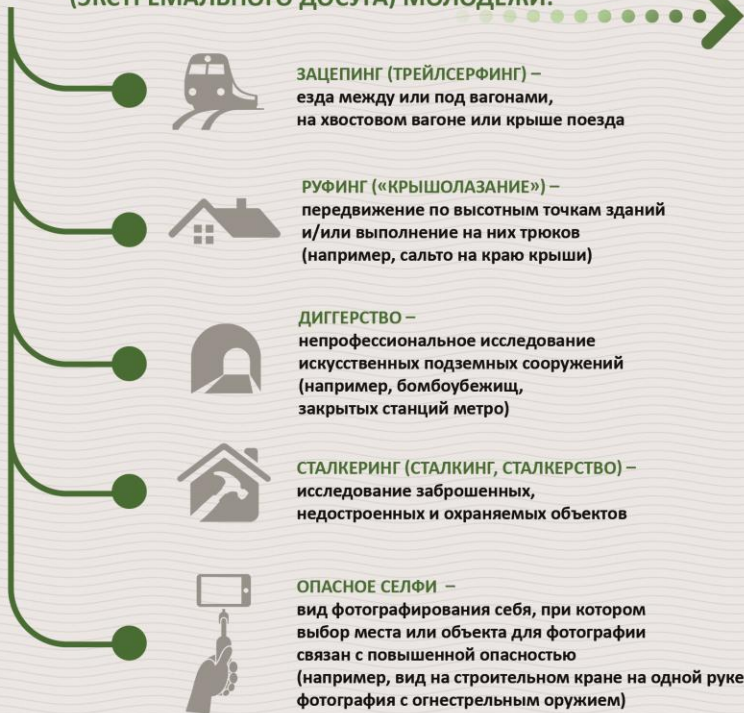 (ЭКСТРЕМАЛЬНОГО ДОСУГА) МОЛОДЕЖИ:
ЗАЦЕПИНГ (ТРЕЙЛСЕРФИНГ) –
езда между или под вагонами,
на хвостовом вагоне или крыше поезда
РУФИНГ («КРЫШОЛАЗАНИЕ») –
передвижение по высотным точкам зданий
и/или выполнение на них трюков
(например, сальто на краю крыши)
ДИГГЕРСТВО –
непрофессиональное исследование
искусственных подземных сооружений
(например, бомбоубежищ,
закрытых станций метро)
СТАЛКЕРИНГ (СТАЛКИНГ, СТАЛКЕРСТВО) –
исследование заброшенных,
недостроенных и охраняемых объектов
ОПАСНОЕ СЕЛФИ –
вид фотографирования себя, при котором
выбор места или объекта для фотографии
связан с повышенной опасностью
(например, вид на строительном кране на одной руке
фотография с огнестрельным оружием)